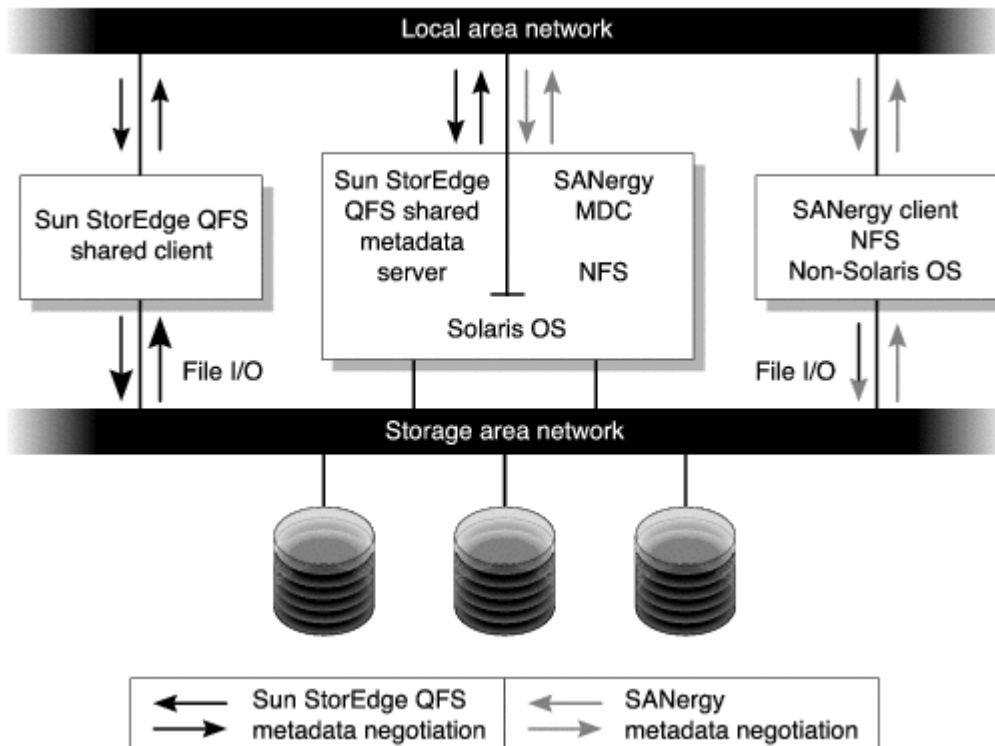 Local area network
Sun StorEdge QFS
shared client
Sun StorEdge
QFS shared
metadata
server
SANergy
MDC
NFS
Solaris OS
SANergy client
NFS
Non-Solaris OS
File I/O
File I/O
Storage area network
Sun StorEdge QFS
metadata negotiation
SANergy
metadata negotiation